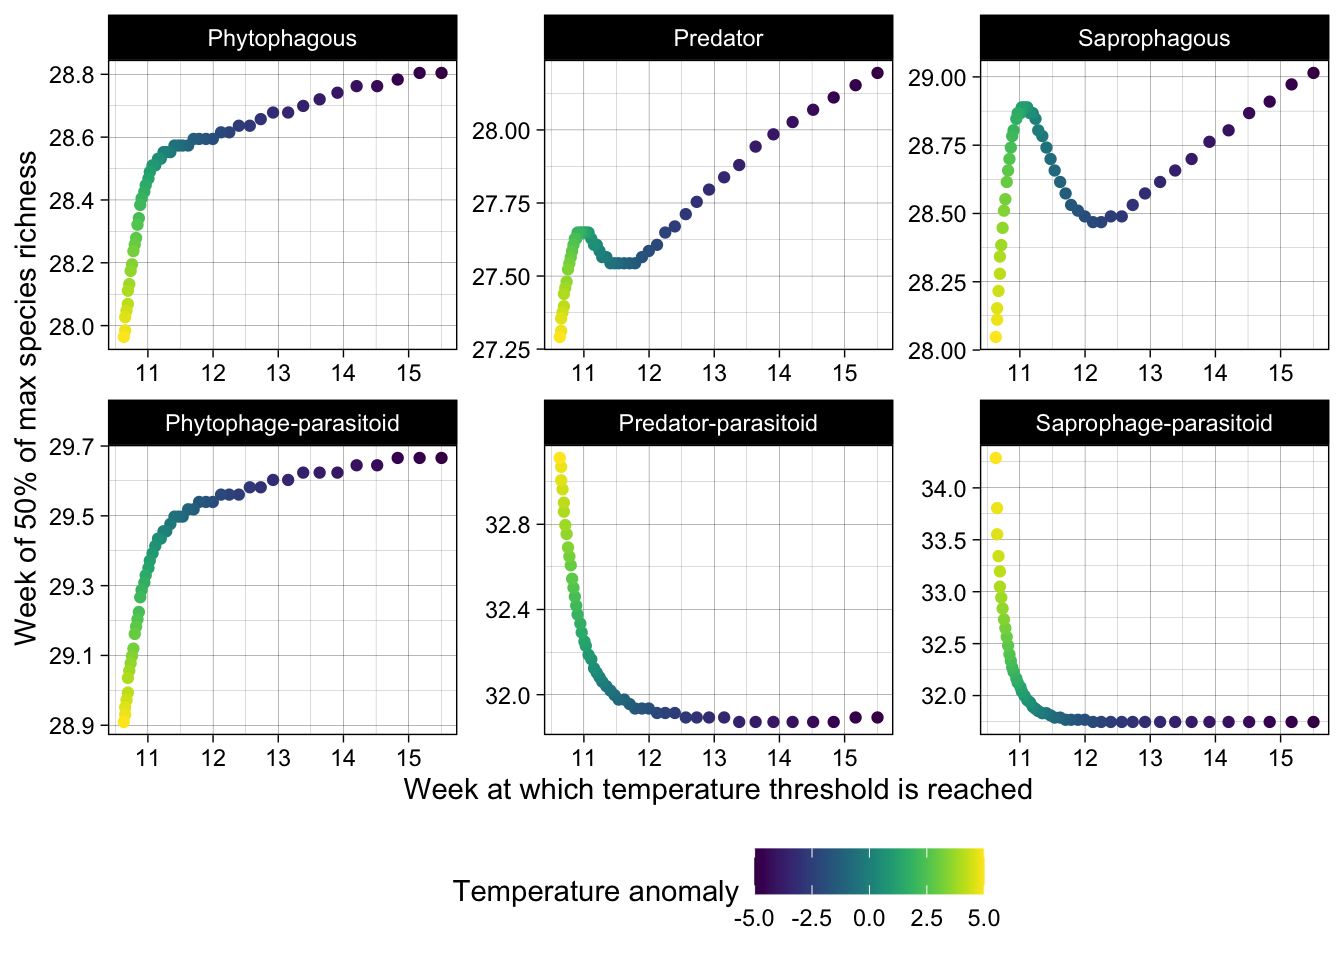 Phytophagous
Predator
Saprophagous
28.8
28.6
28.4
28.2
28.0
11 12 13 14 15
28.00
27.75
27.50
27.25
11 12 13 14 15
29.00
28.75
28.50
28.25
28.00
11 12 13 14 15
Week of 50% of max species richness
Phytophage-parasitoid
Predator-parasitoid
Saprophage-parasitoid
29.7
29.5
29.3
29.1
28.9
11 12 13 14 15
32.8
32.4
32.0
11 12 13 14 15
34.0
33.5
33.0
32.5
32.0
11 12 13 14 15
Week at which temperature threshold is reached
Temperature anomaly
-5.0 -2.5 0.0 2.5 5.0